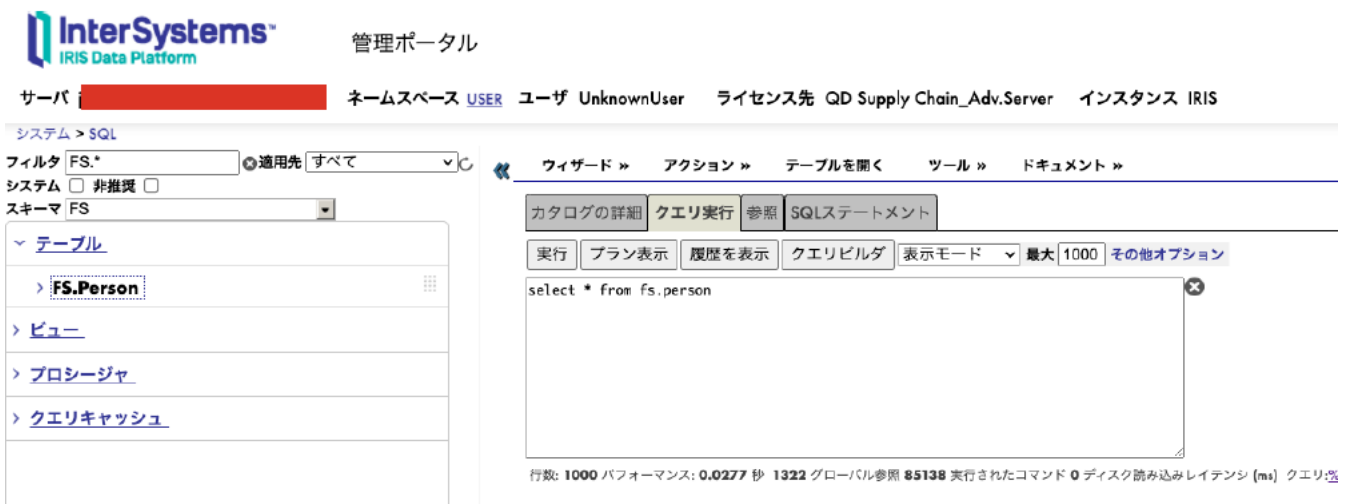 InterSystems™
IRIS Data Platform
管理ポータル
サーバ ネームスペース USER ユーザ UnknownUser ライセンス先 QD Supply Chain_Adv.Server インスタンス IRIS
システム > SQL
フィルタ FS.* 適用先 すべて
システム 非推奨
スキーマ FS
テーブル
FS.Person
ビュー
プロシージャ
クエリキャッシュ
ウィザード » アクション » テーブルを開く ツール » ドキュメント »
カタログの詳細 クエリ実行 参照 SQLステートメント
実行 プラン表示 履歴を表示 クエリビルダ 表示モード 最大 1000 その他オプション
select * from fs.person
行数: 1000 パフォーマンス: 0.0277 秒 1322 グローバル参照 85138 実行されたコマンド 0 ディスク読み込みレイテンシ (ms) クエリ:%